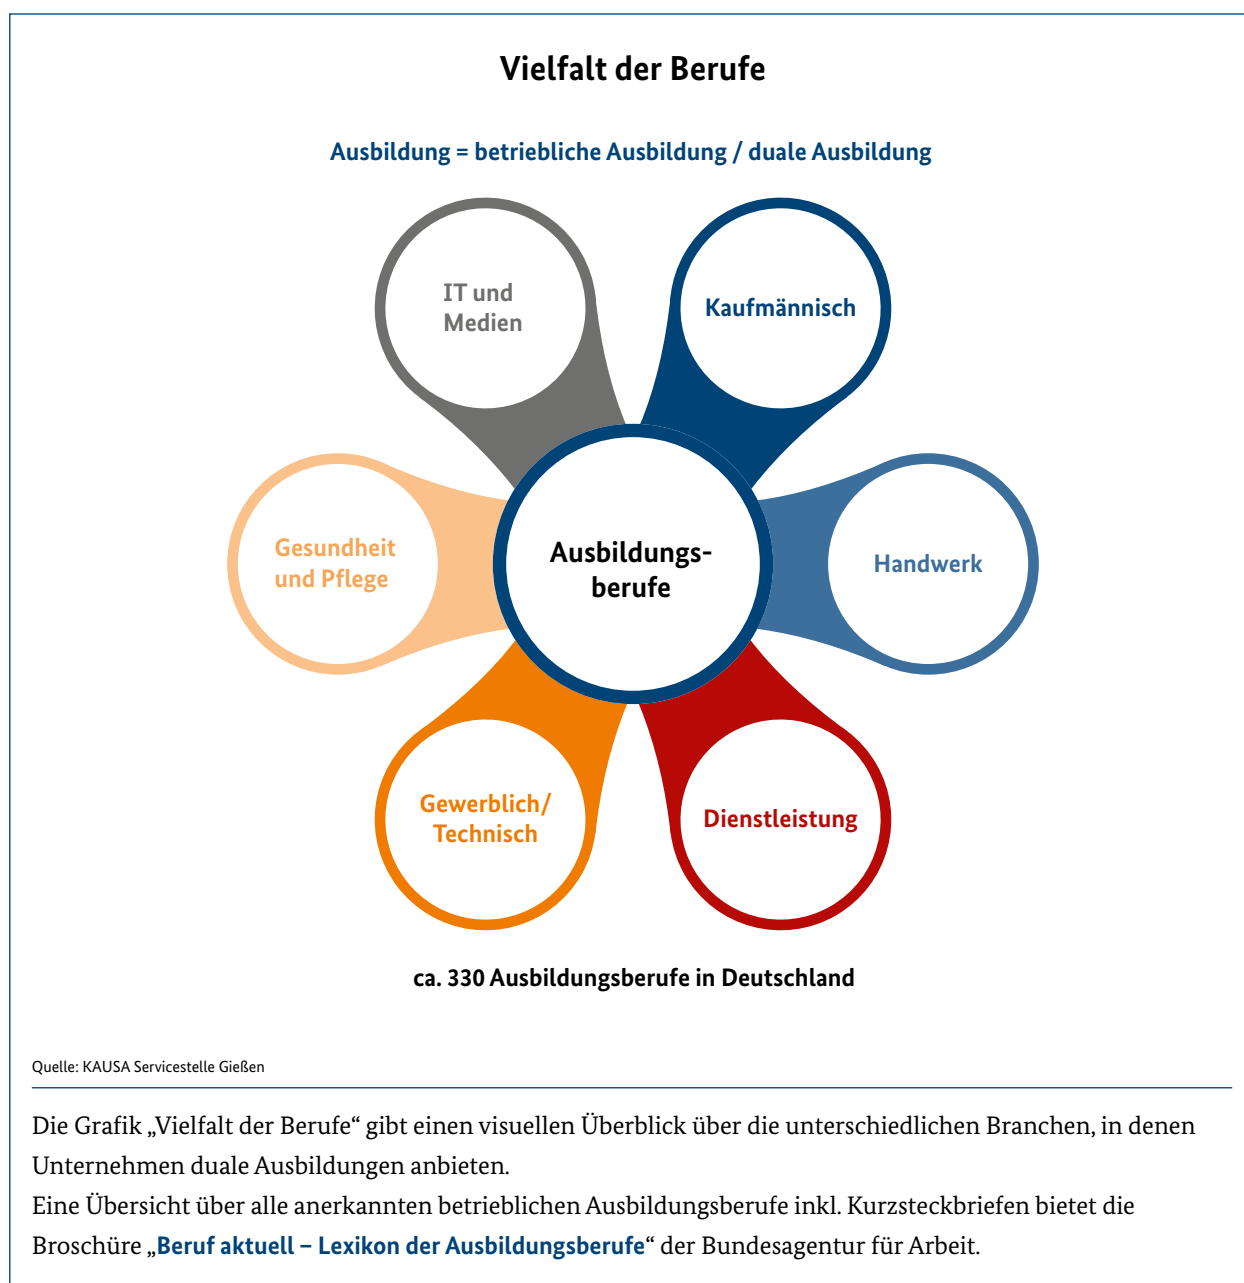 Vielfalt der Berufe
Ausbildung = betriebliche Ausbildung / duale Ausbildung
IT und
Medien
Kaufmännisch
Gesundheit
und Pflege
Ausbildungs-
berufe
Handwerk
Gewerblich/
Technisch
Dienstleistung
ca. 330 Ausbildungsberufe in Deutschland
Quelle: KAUSA Servicestelle Gießen
Die Grafik „Vielfalt der Berufe“ gibt einen visuellen Überblick über die unterschiedlichen Branchen, in denen
Unternehmen duale Ausbildungen anbieten.
Eine Übersicht über alle anerkannten betrieblichen Ausbildungsberufe inkl. Kurzsteckbriefen bietet die
Broschüre „Beruf aktuell – Lexikon der Ausbildungsberufe“ der Bundesagentur für Arbeit.